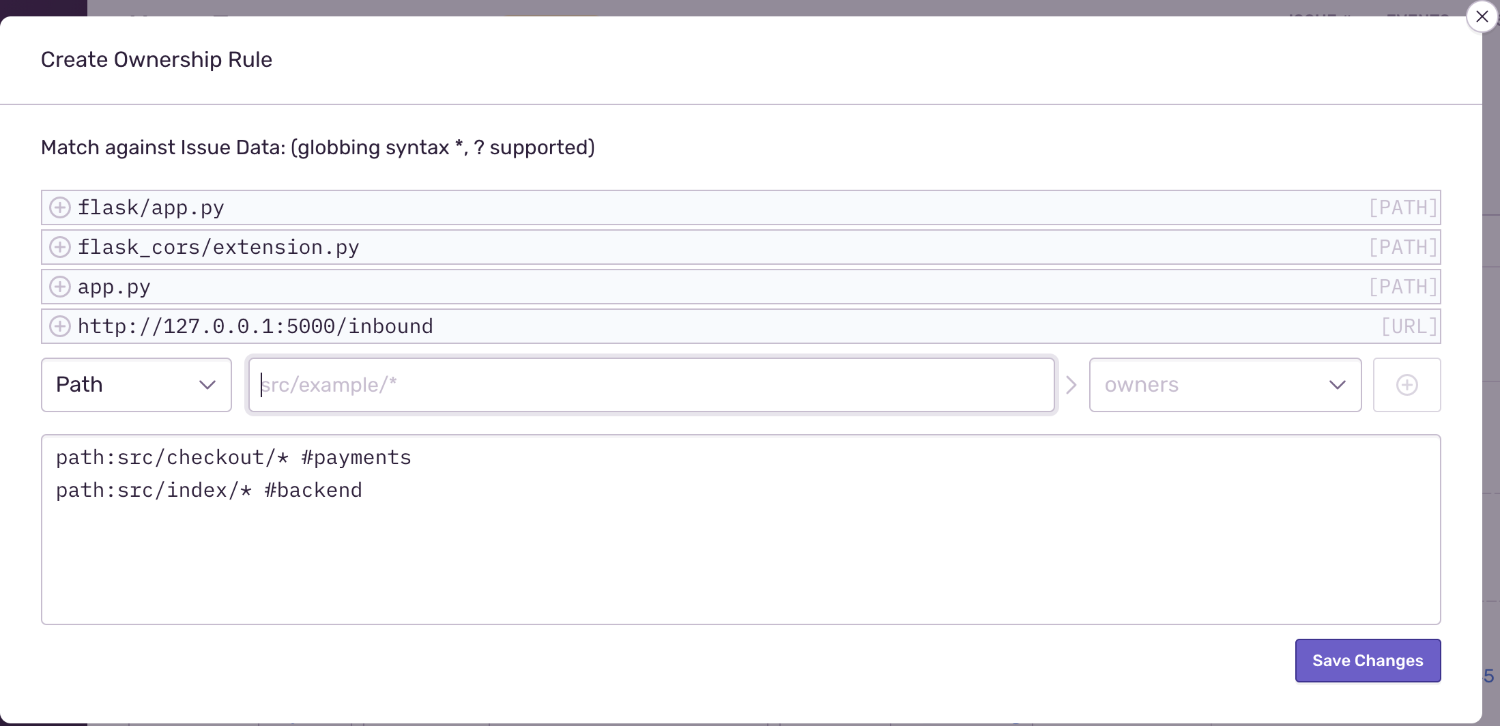 Create Ownership Rule
Match against Issue Data: (globbing syntax *, ? supported)
flask/app.py [PATH]
flask_cors/extension.py [PATH]
app.py [PATH]
http://127.0.0.1:5000/inbound [URL]
Path src/example/* owners
path:src/checkout/* #payments
path:src/index/* #backend
Save Changes